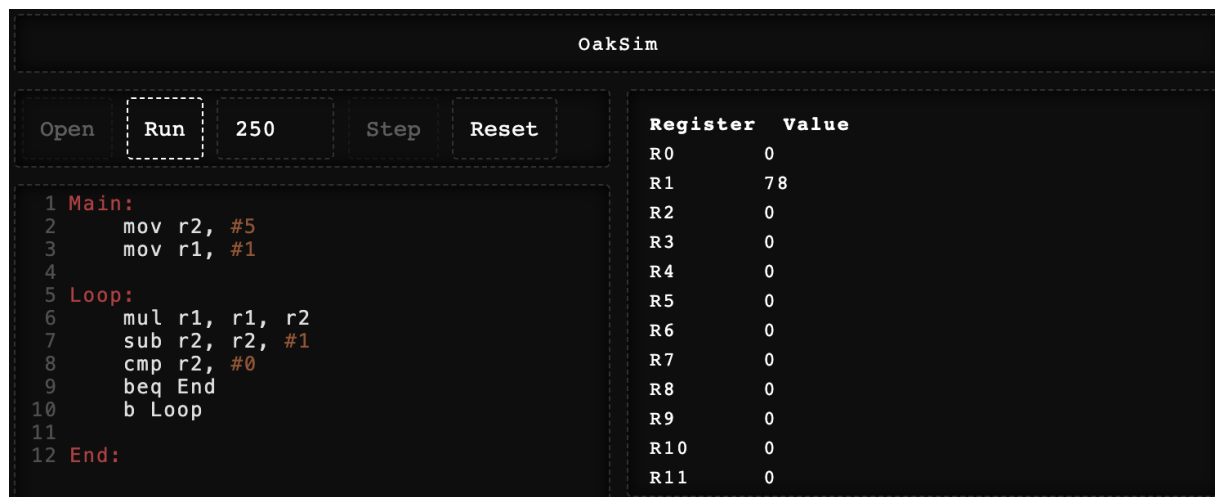 OakSim
Open Run 250 Step Reset
1 Main:
2 mov r2, #5
3 mov r1, #1
4
5 Loop:
6 mul r1, r1, r2
7 sub r2, r2, #1
8 cmp r2, #0
9 beq End
10 b Loop
11
12 End:
Register Value
R0 0
R1 78
R2 0
R3 0
R4 0
R5 0
R6 0
R7 0
R8 0
R9 0
R10 0
R11 0